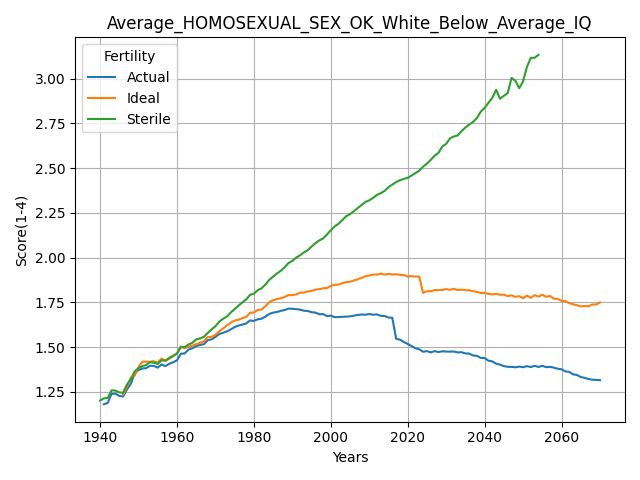 Average_HOMOSEXUAL_SEX_OK_White_Below_Average_IQ
Fertility
Actual
Ideal
Sterile
Score(1-4)
3.00
2.75
2.50
2.25
2.00
1.75
1.50
1.25
1940 1960 1980 2000 2020 2040 2060
Years